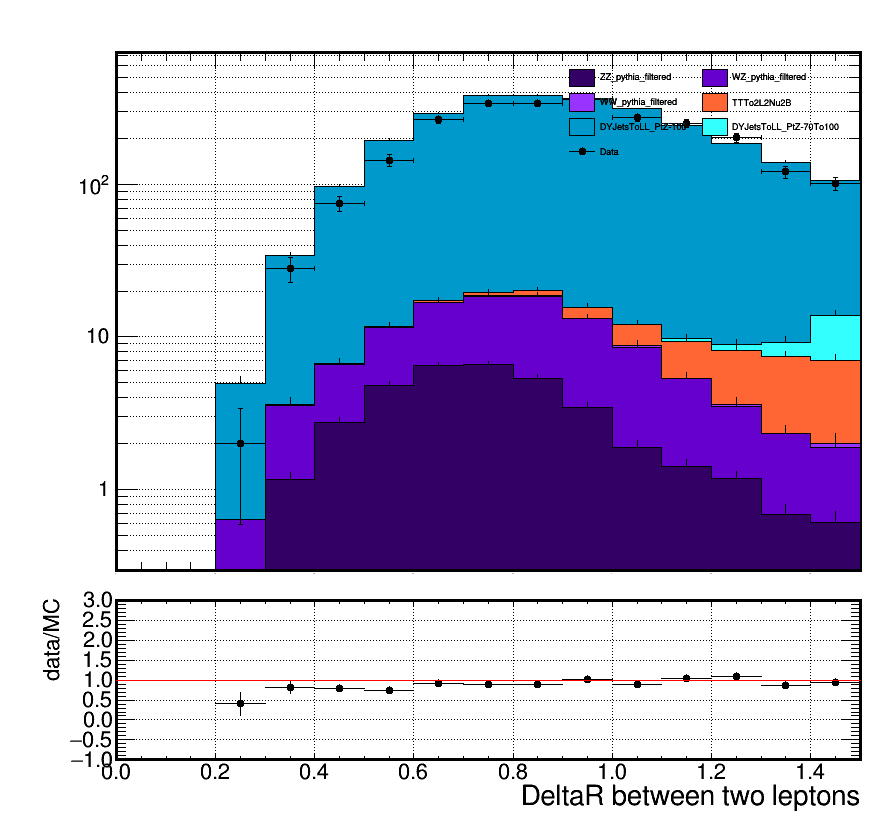 ZZ_pythia_filtered WZ_pythia_filtered
WW_pythia_filtered TTTo2L2Nu2B
DYJetsToLL_PtZ-100 DYJetsToLL_PtZ-70To100
Data
10²
10
1
data/MC
3.0
2.5
2.0
1.5
1.0
0.5
0.0
−0.5
−1.0
0.0 0.2 0.4 0.6 0.8 1.0 1.2 1.4
DeltaR between two leptons